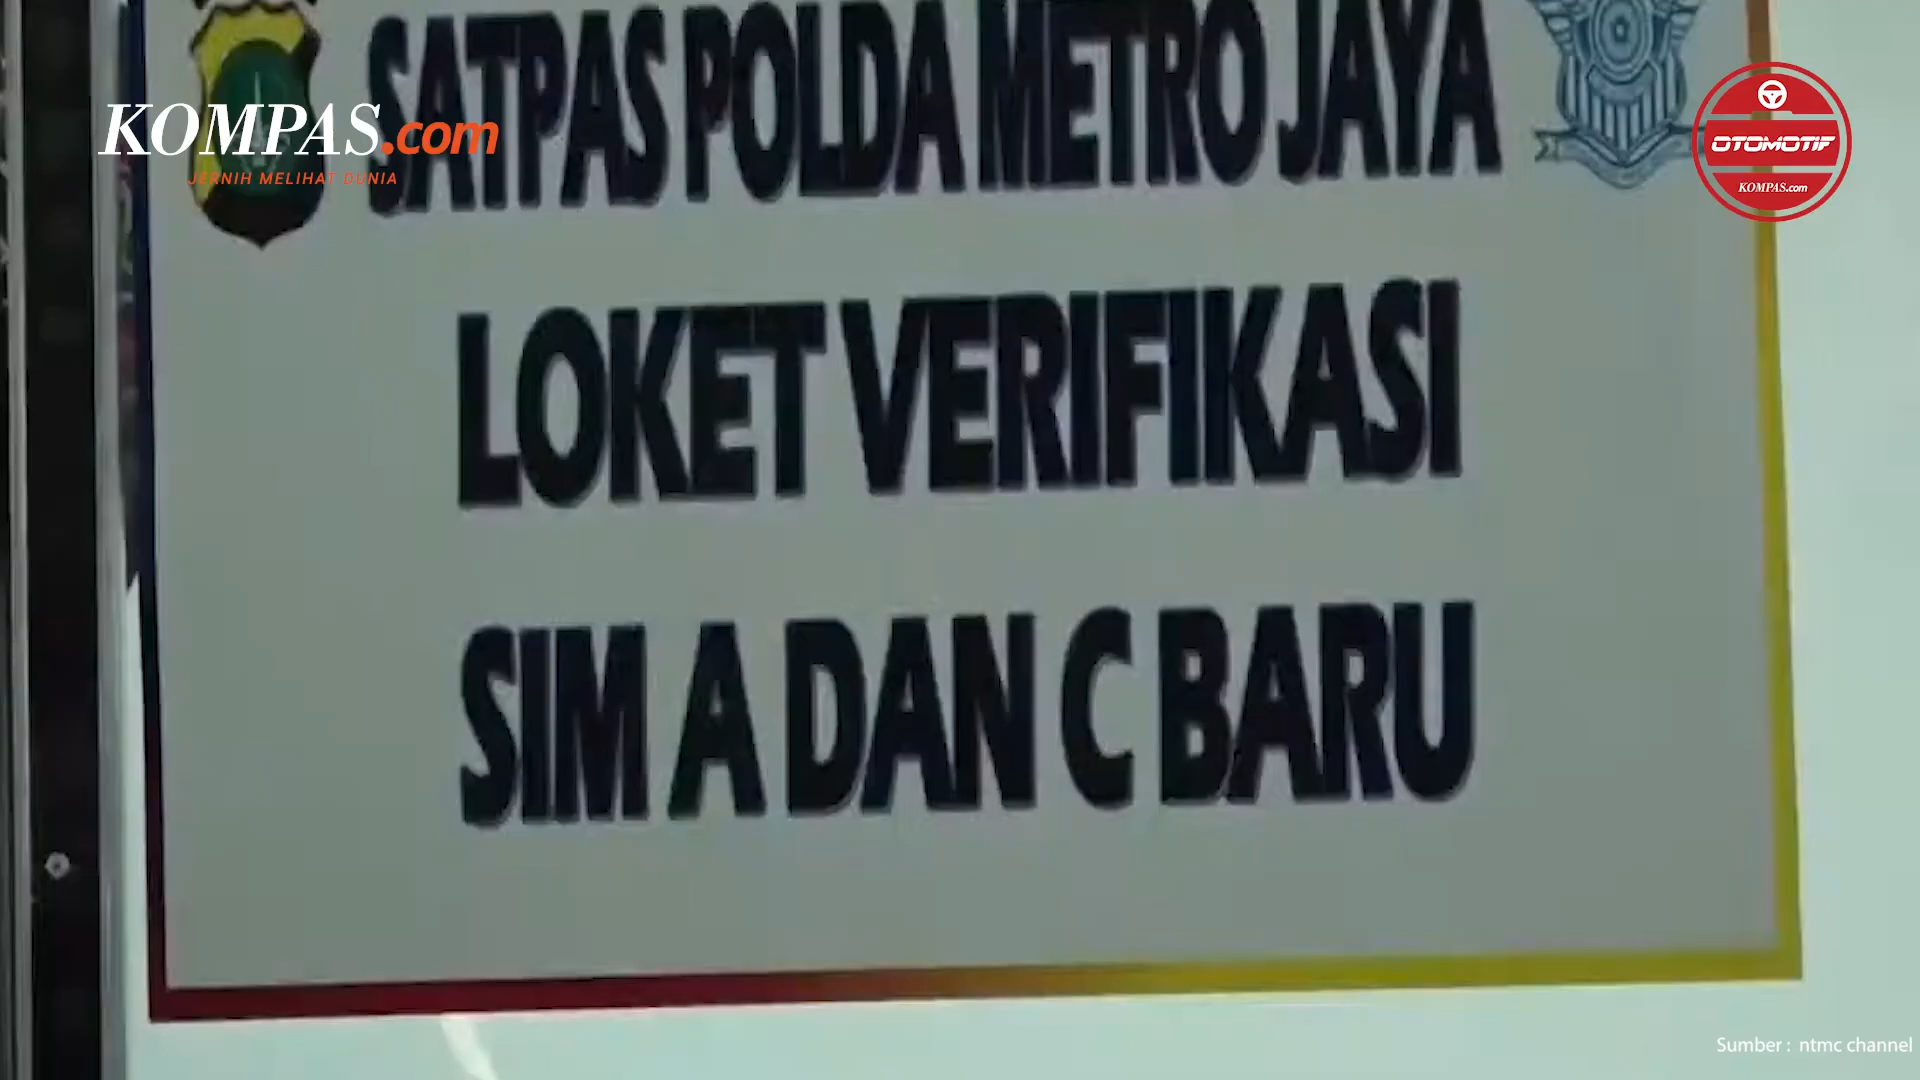 SATPAS POLDA METRO JAYA
KOMPAS.com
JERNIH MELIHAT DUNIA
OTOMOTIF
KOMPAS.com
LOKET VERIFIKASI
SIM A DAN C BARU
Sumber : ntmc channel